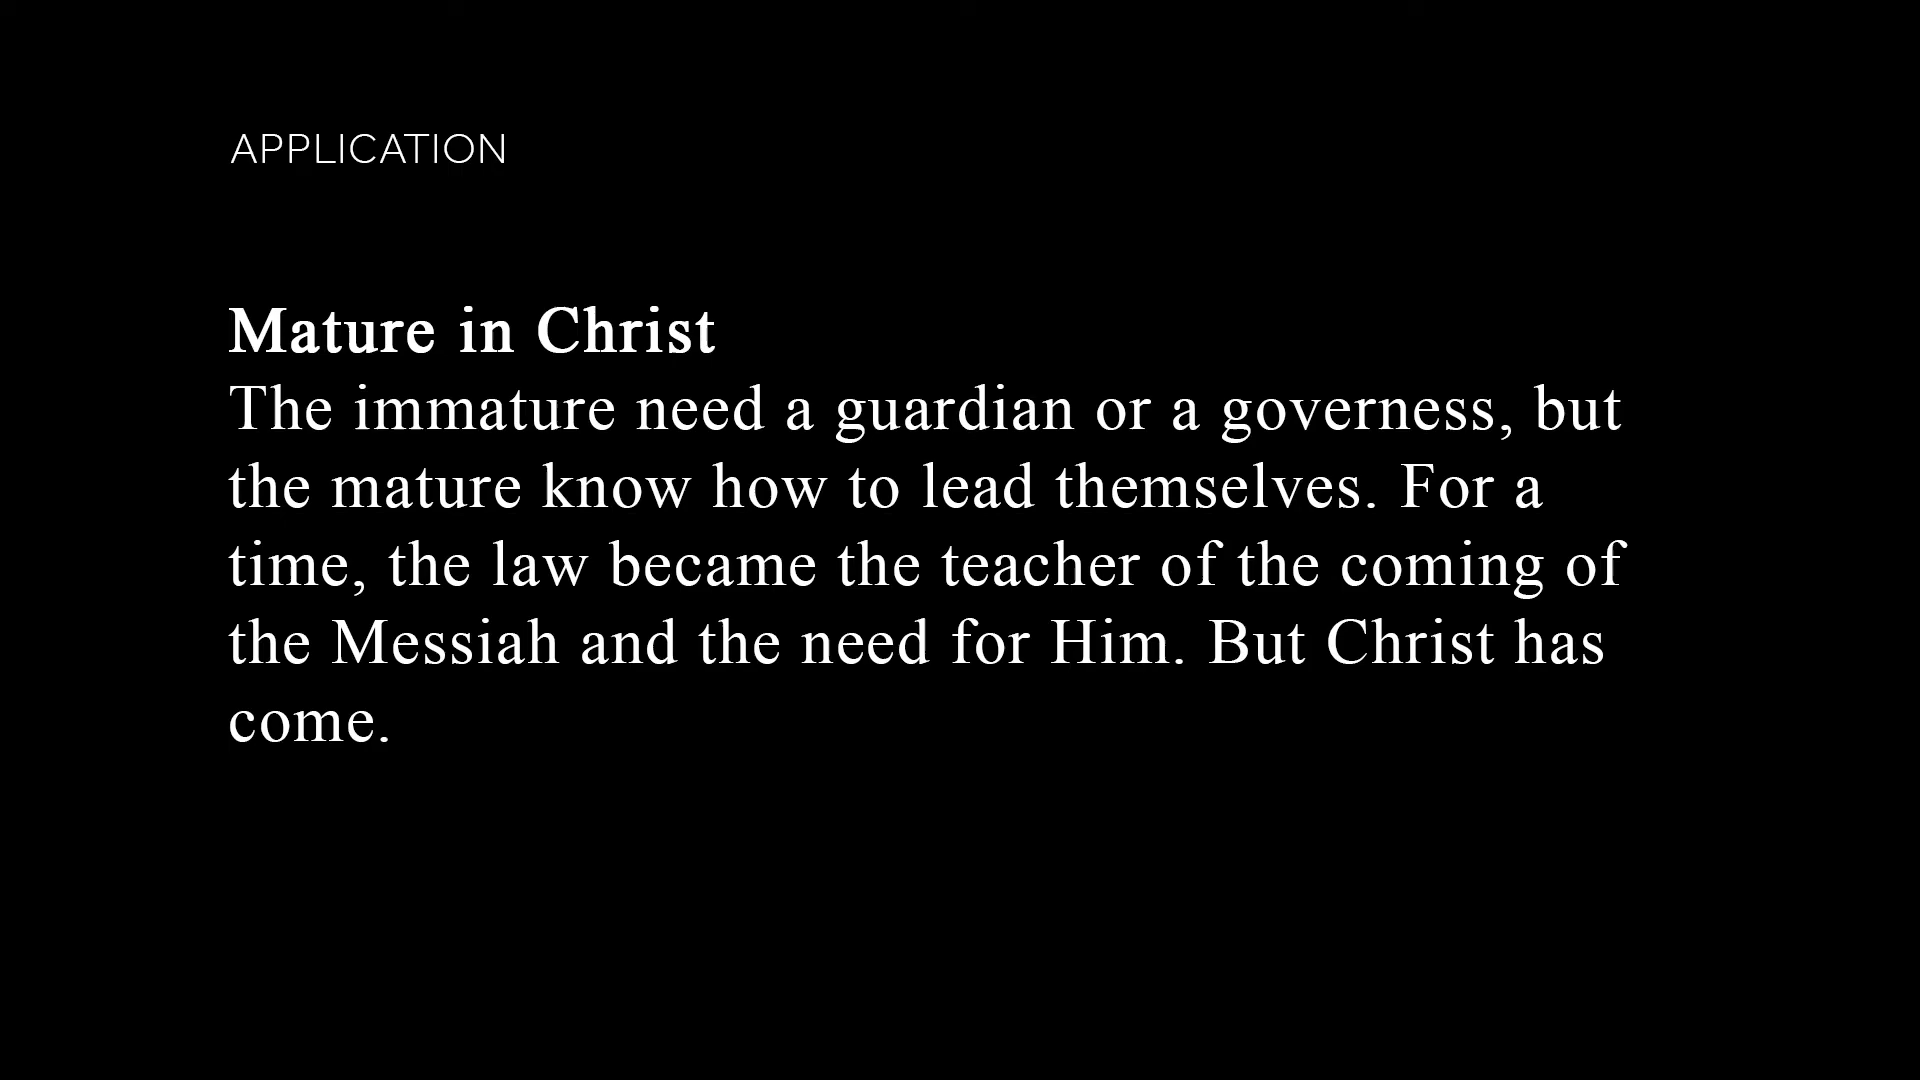 APPLICATION
Mature in Christ
The immature need a guardian or a governess, but
the mature know how to lead themselves. For a
time, the law became the teacher of the coming of
the Messiah and the need for Him. But Christ has
come.